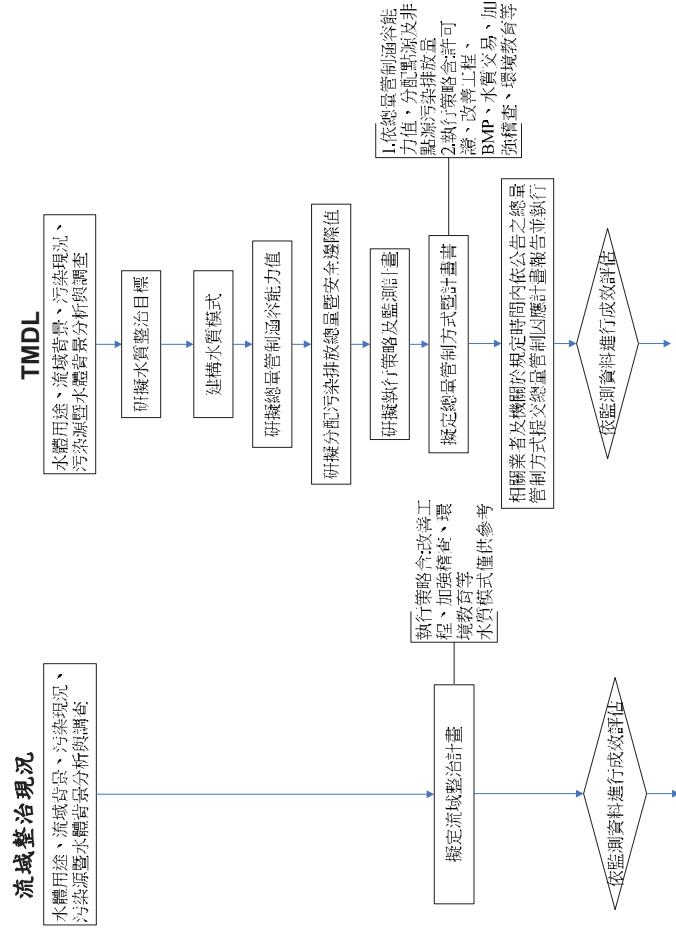 流域整治現況
水體用途、流域背景、污染現況、
污染源暨水體背景分析與調查
擬定流域整治計畫
執行策略含:改善工
程、加強稽查、環
境教育等
水質模式僅供參考
依監測資料進行成效評估
TMDL
水體用途、流域背景、污染現況、
污染源暨水體背景分析與調查
研擬水質整治目標
建構水質模式
研擬總量管制涵容能力值
研擬分配污染排放總量暨安全邊際值
研擬執行策略及監測計畫
擬定總量管制方式暨計畫書
1.依總量管制涵容能
力值，分配點源及非
點源污染排放量
2.執行策略含:許可
證、改善工程、
BMP、水質交易、加
強稽查、環境教育等
相關業者及機關於規定時間內依公告之總量
管制方式提交總量管制因應計畫報告並執行
依監測資料進行成效評估